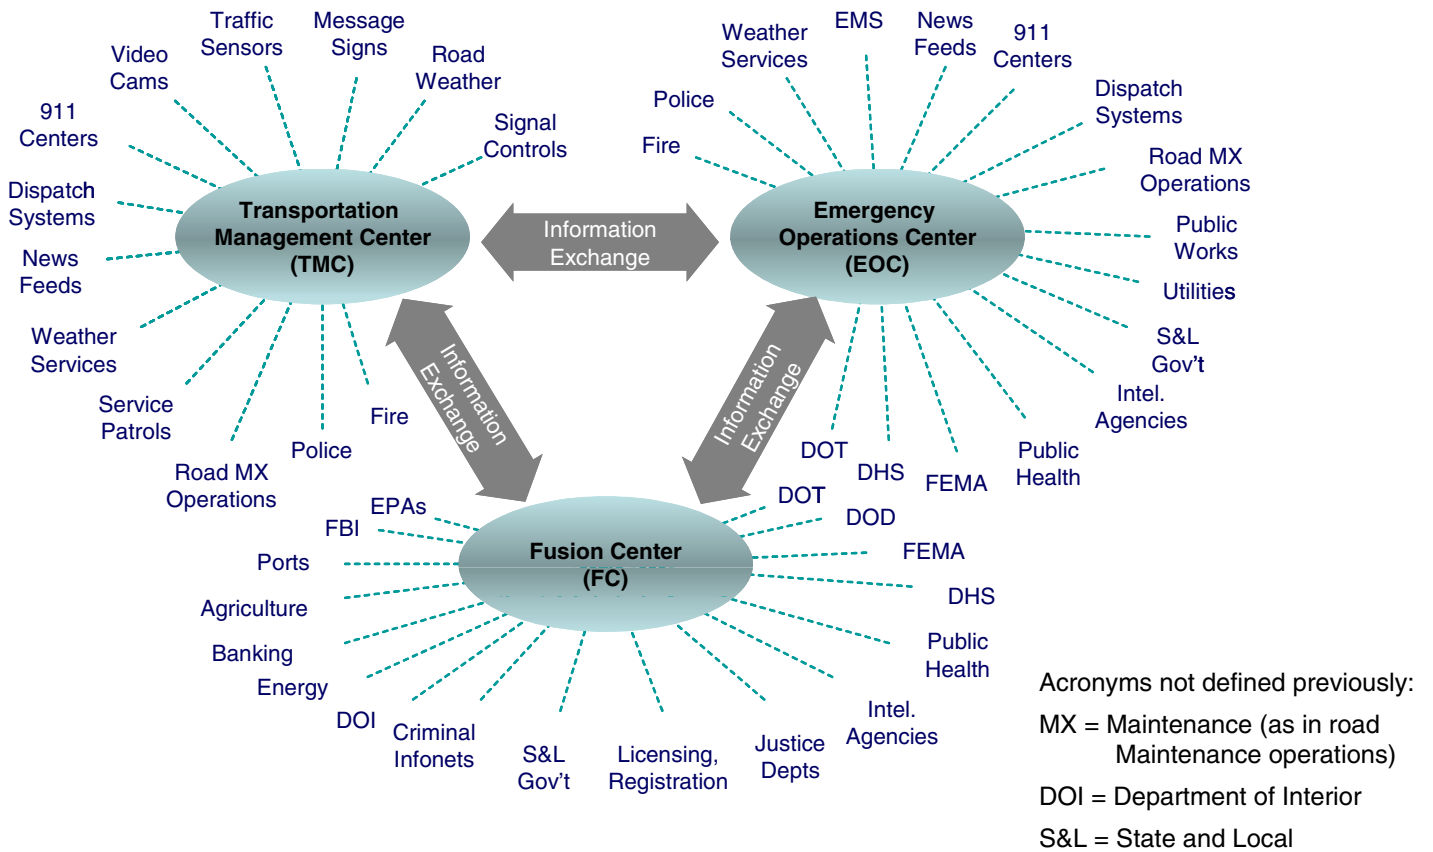 Traffic
Sensors
Message
Signs
Video
Cams
Road
Weather
911
Centers
Signal
Controls
Dispatch
Systems
News
Feeds
Weather
Services
Service
Patrols
Road MX
Operations
Police
Fire
Transportation
Management Center
(TMC)
Information
Exchange
EMS
News
Feeds
911
Centers
Weather
Services
Police
Fire
Dispatch
Systems
Road MX
Operations
Public
Works
Utilities
S&L
Gov't
Intel.
Agencies
Public
Health
FEMA
DHS
DOT
Emergency
Operations Center
(EOC)
Information
Exchange
Information
Exchange
EPAs
FBI
Ports
Agriculture
Banking
Energy
DOI
Criminal
Infonets
S&L
Gov't
Licensing,
Registration
Justice
Depts
Intel.
Agencies
Public
Health
DHS
FEMA
DOD
DOT
Fusion Center
(FC)
Acronyms not defined previously:
MX = Maintenance (as in road
Maintenance operations)
DOI = Department of Interior
S&L = State and Local